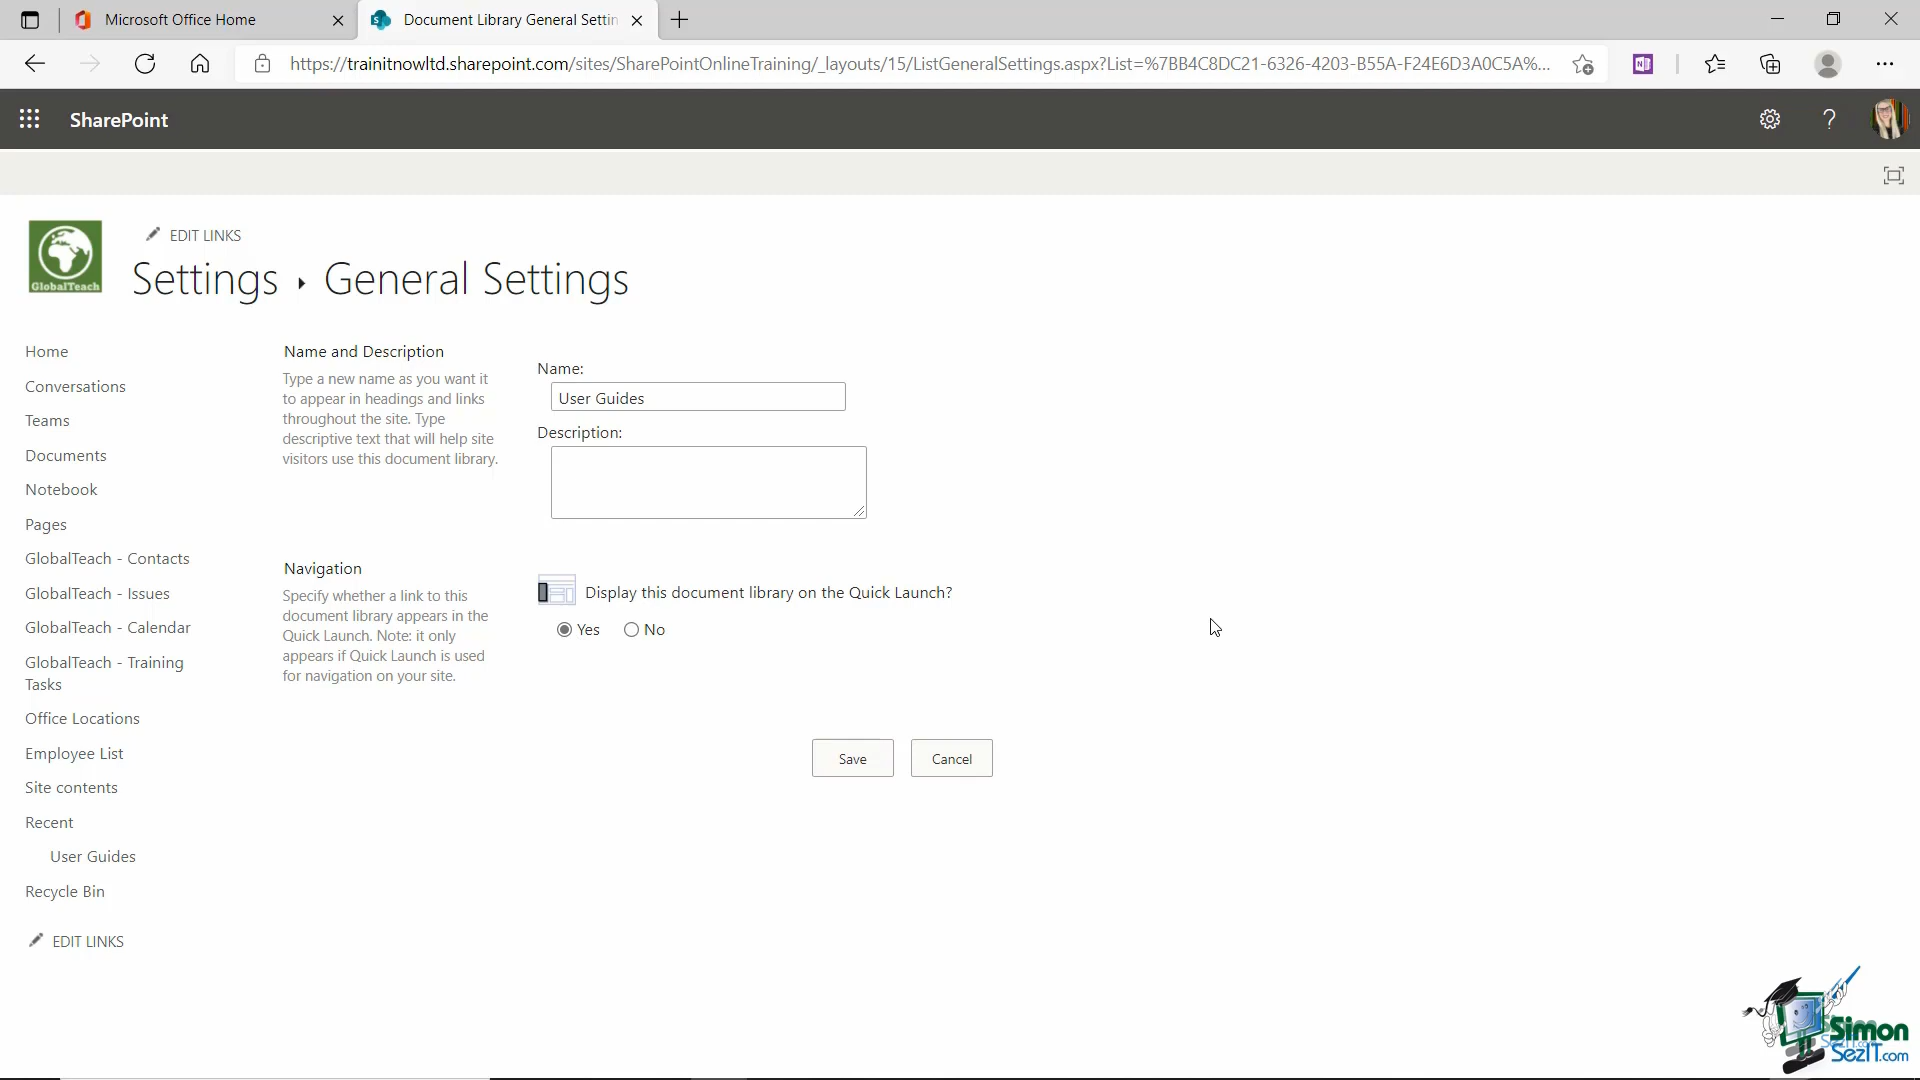 Microsoft Office Home
Document Library General Settin
https://trainitnowltd.sharepoint.com/sites/SharePointOnlineTraining/_layouts/15/ListGeneralSettings.aspx?List=%7BB4C8DC21-6326-4203-B55A-F24E6D3A0C5A%...
SharePoint
GlobalTeach
EDIT LINKS
Settings ▸ General Settings
Home
Conversations
Teams
Documents
Notebook
Pages
GlobalTeach - Contacts
GlobalTeach - Issues
GlobalTeach - Calendar
GlobalTeach - Training
Tasks
Office Locations
Employee List
Site contents
Recent
User Guides
Recycle Bin
EDIT LINKS
Name and Description
Type a new name as you want it
to appear in headings and links
throughout the site. Type
descriptive text that will help site
visitors use this document library.
Name:
User Guides
Description:
Navigation
Specify whether a link to this
document library appears in the
Quick Launch. Note: it only
appears if Quick Launch is used
for navigation on your site.
Display this document library on the Quick Launch?
Yes No
Save Cancel
Simon
SezIT.com